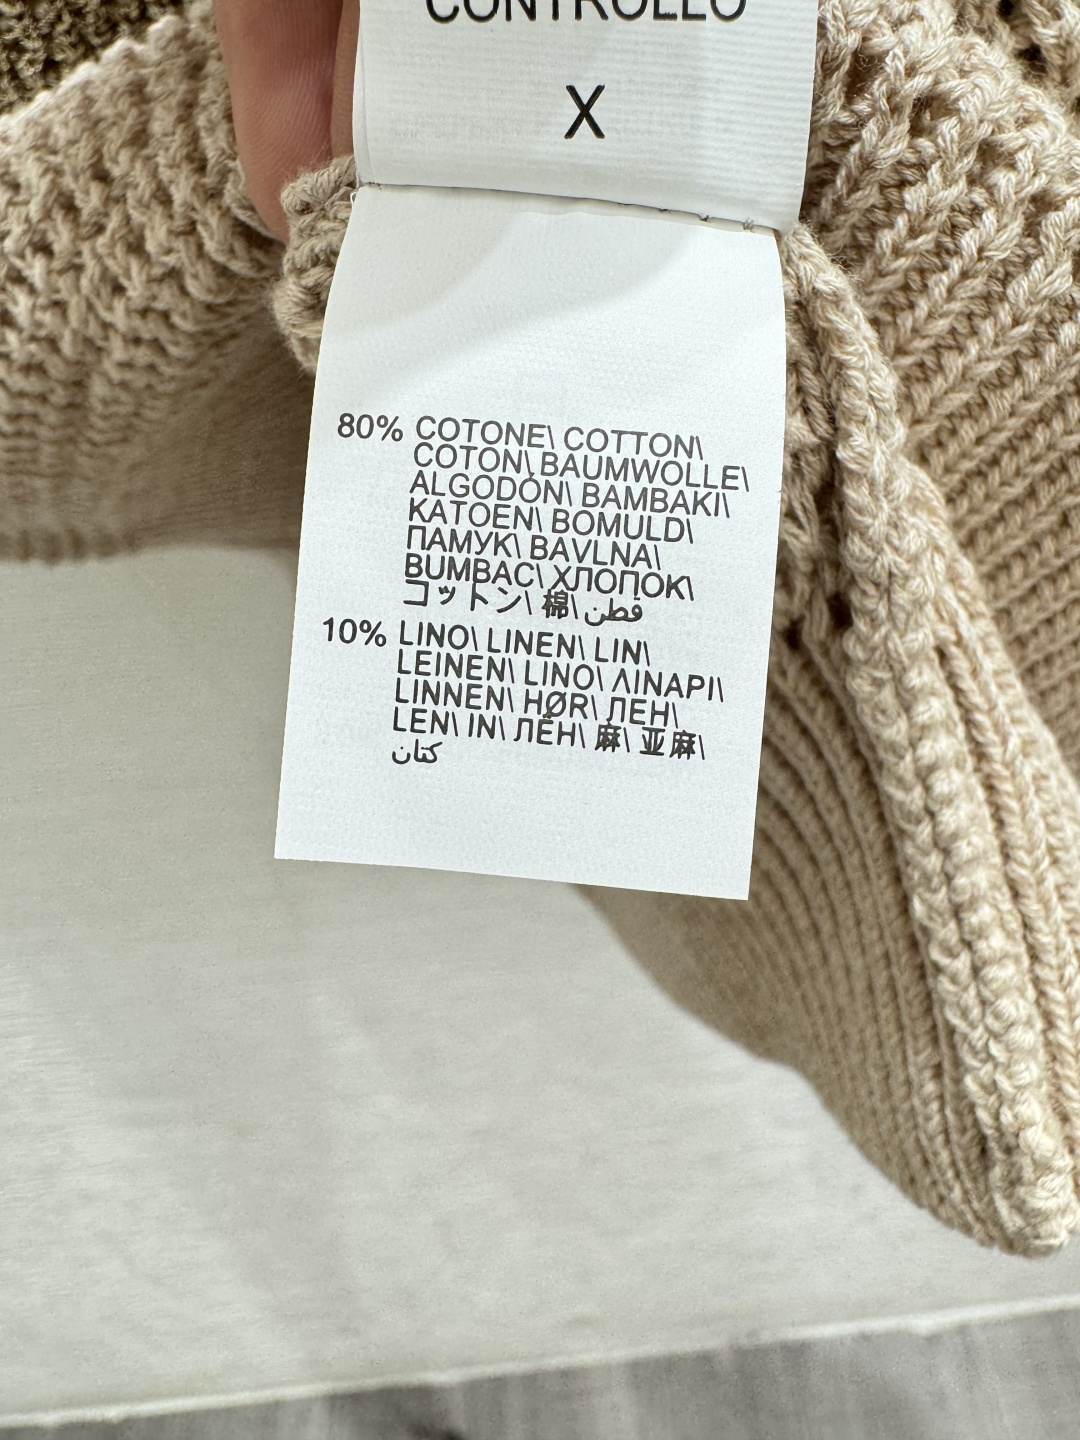 CONTROLLO
X
80% COTONE\ COTTON\
COTON\ BAUMWOLLE\
ALGODÓN\ BAMBAKI\
KATOEN\ BOMULD\
ПАМУК\ BAVLNA\
BUMBAC\ ХЛОПОК\
コットン\ 棉\ قطن
10% LINO\ LINEN\ LIN\
LEINEN\ LINO\ ΛΙΝΑΡΙ\
LINNEN\ HØR\ ЛЕН\
LEN\ IN\ ЛЁН\ 麻\ 亚麻\
كتان